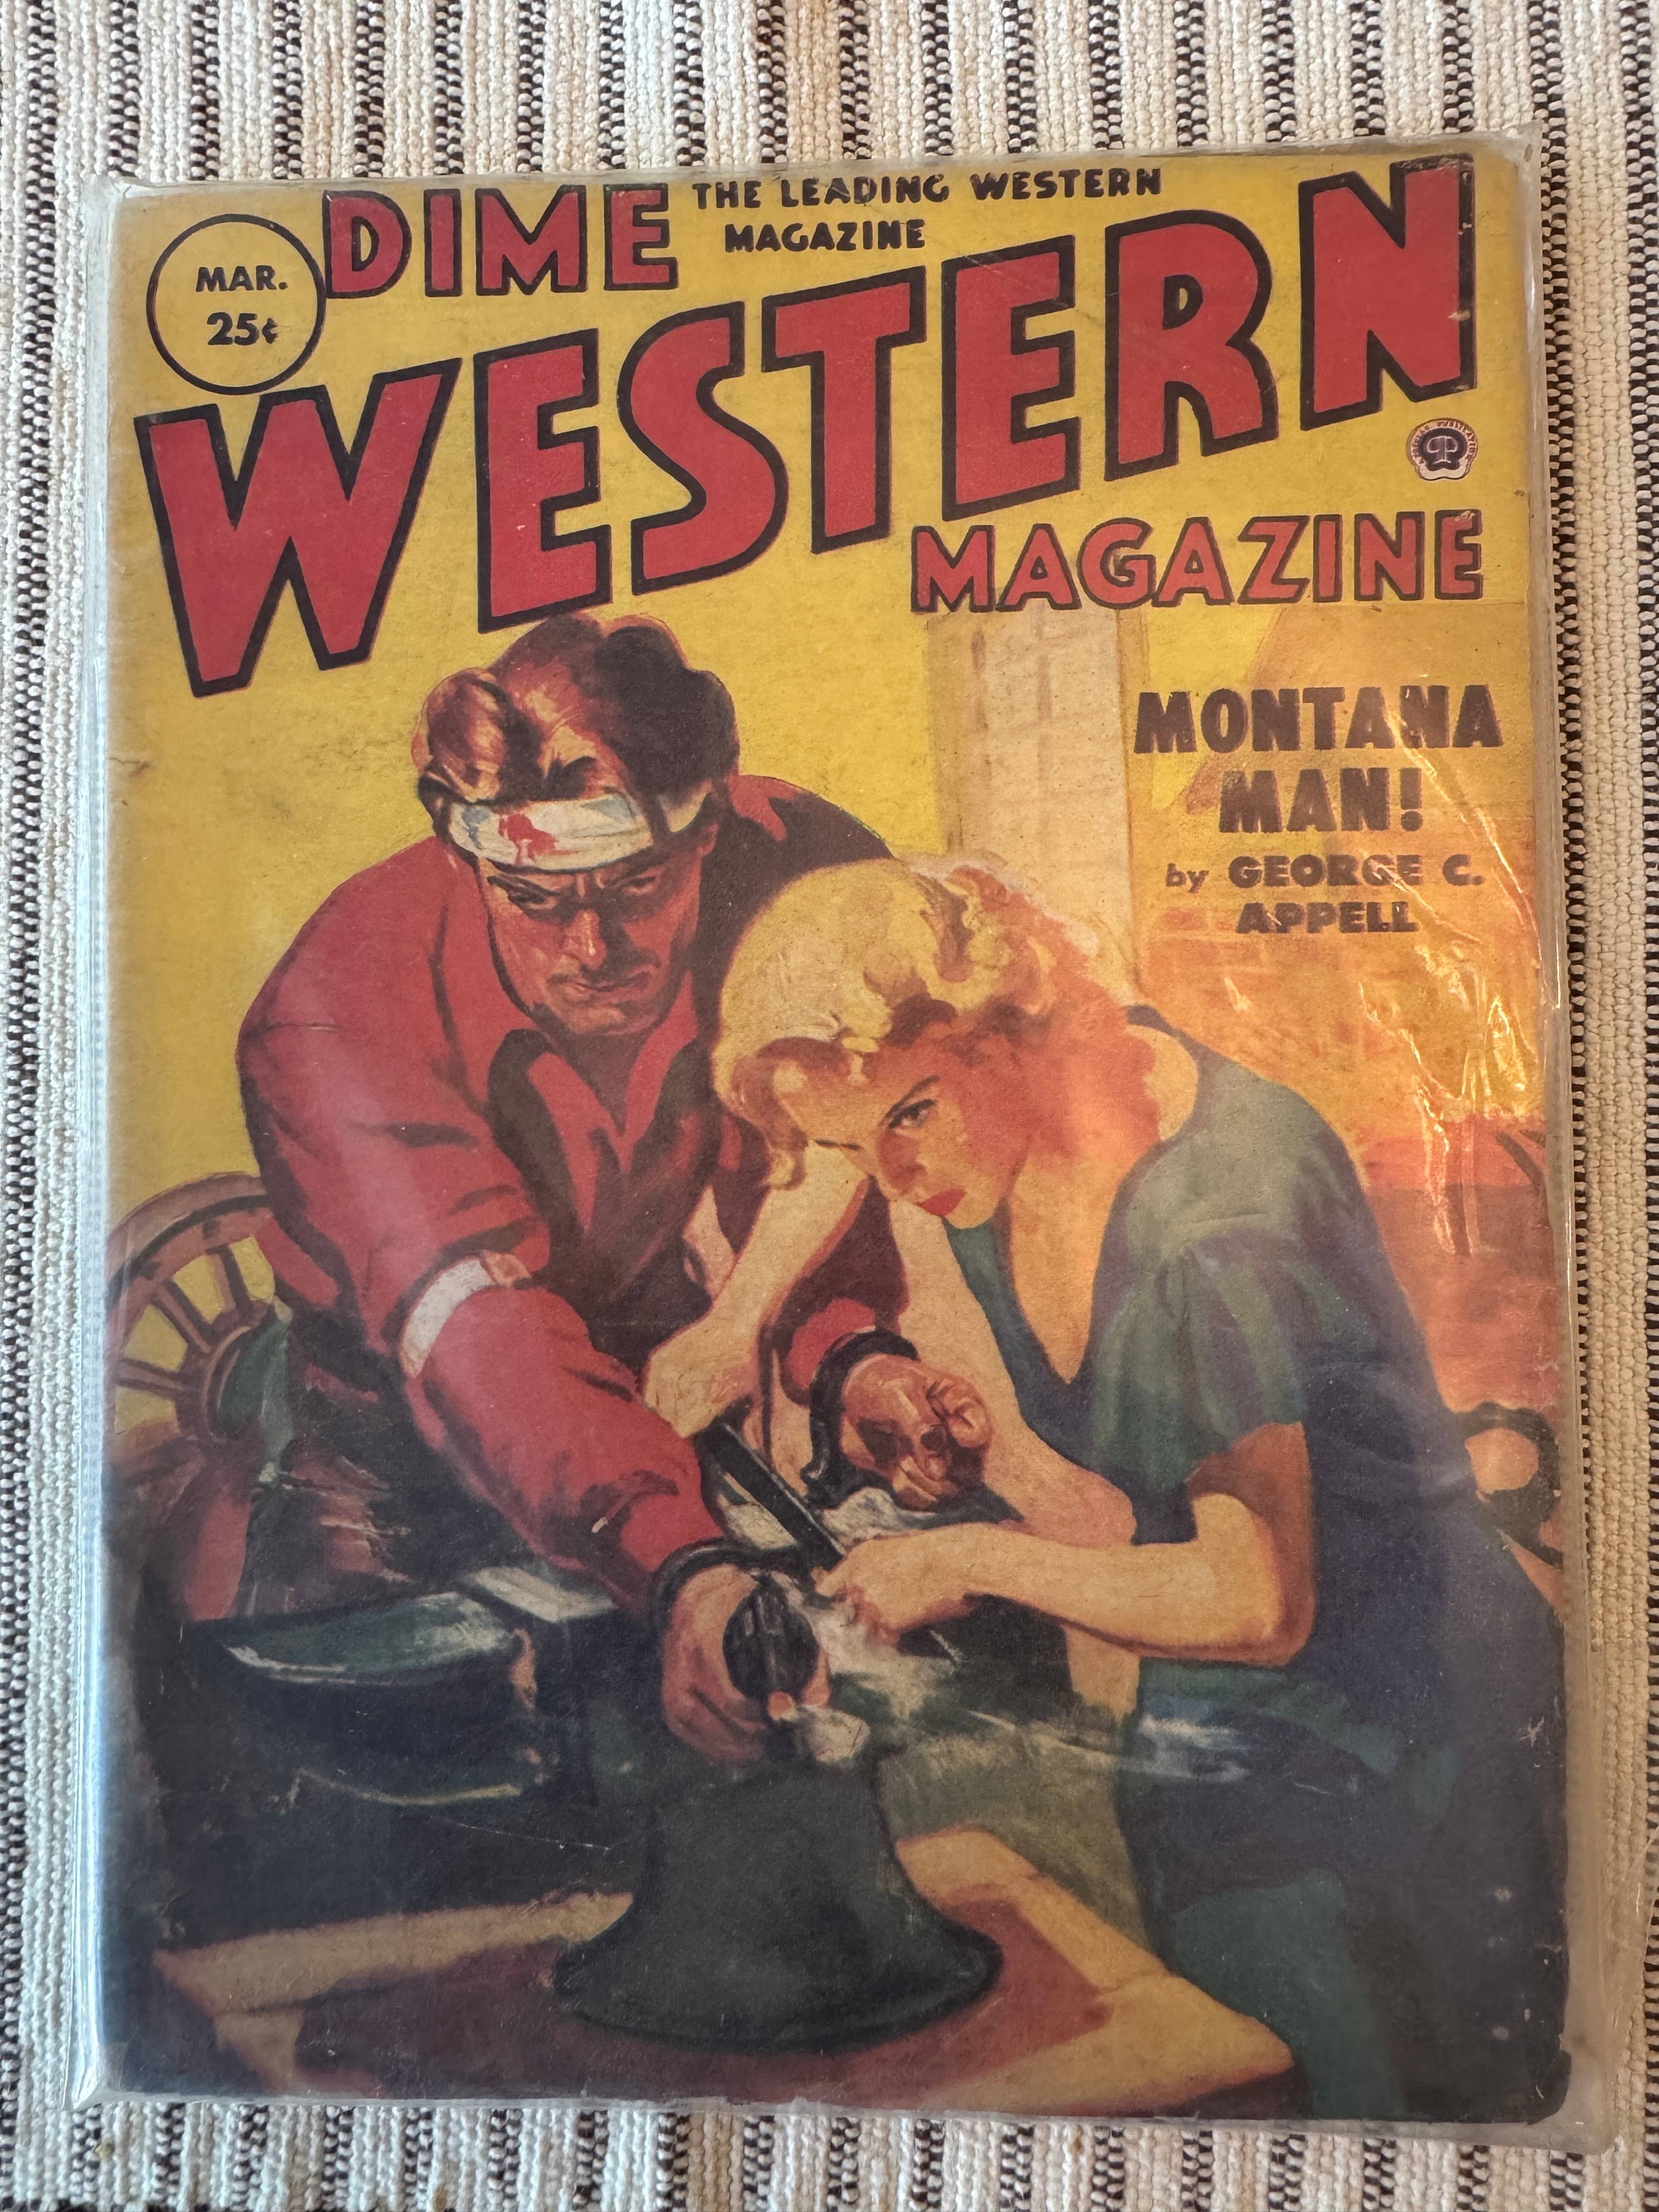 MAR.
25¢
DIME
THE LEADING WESTERN
MAGAZINE
WESTERN
MAGAZINE
MONTANA
MAN!
by GEORGE C.
APPELL